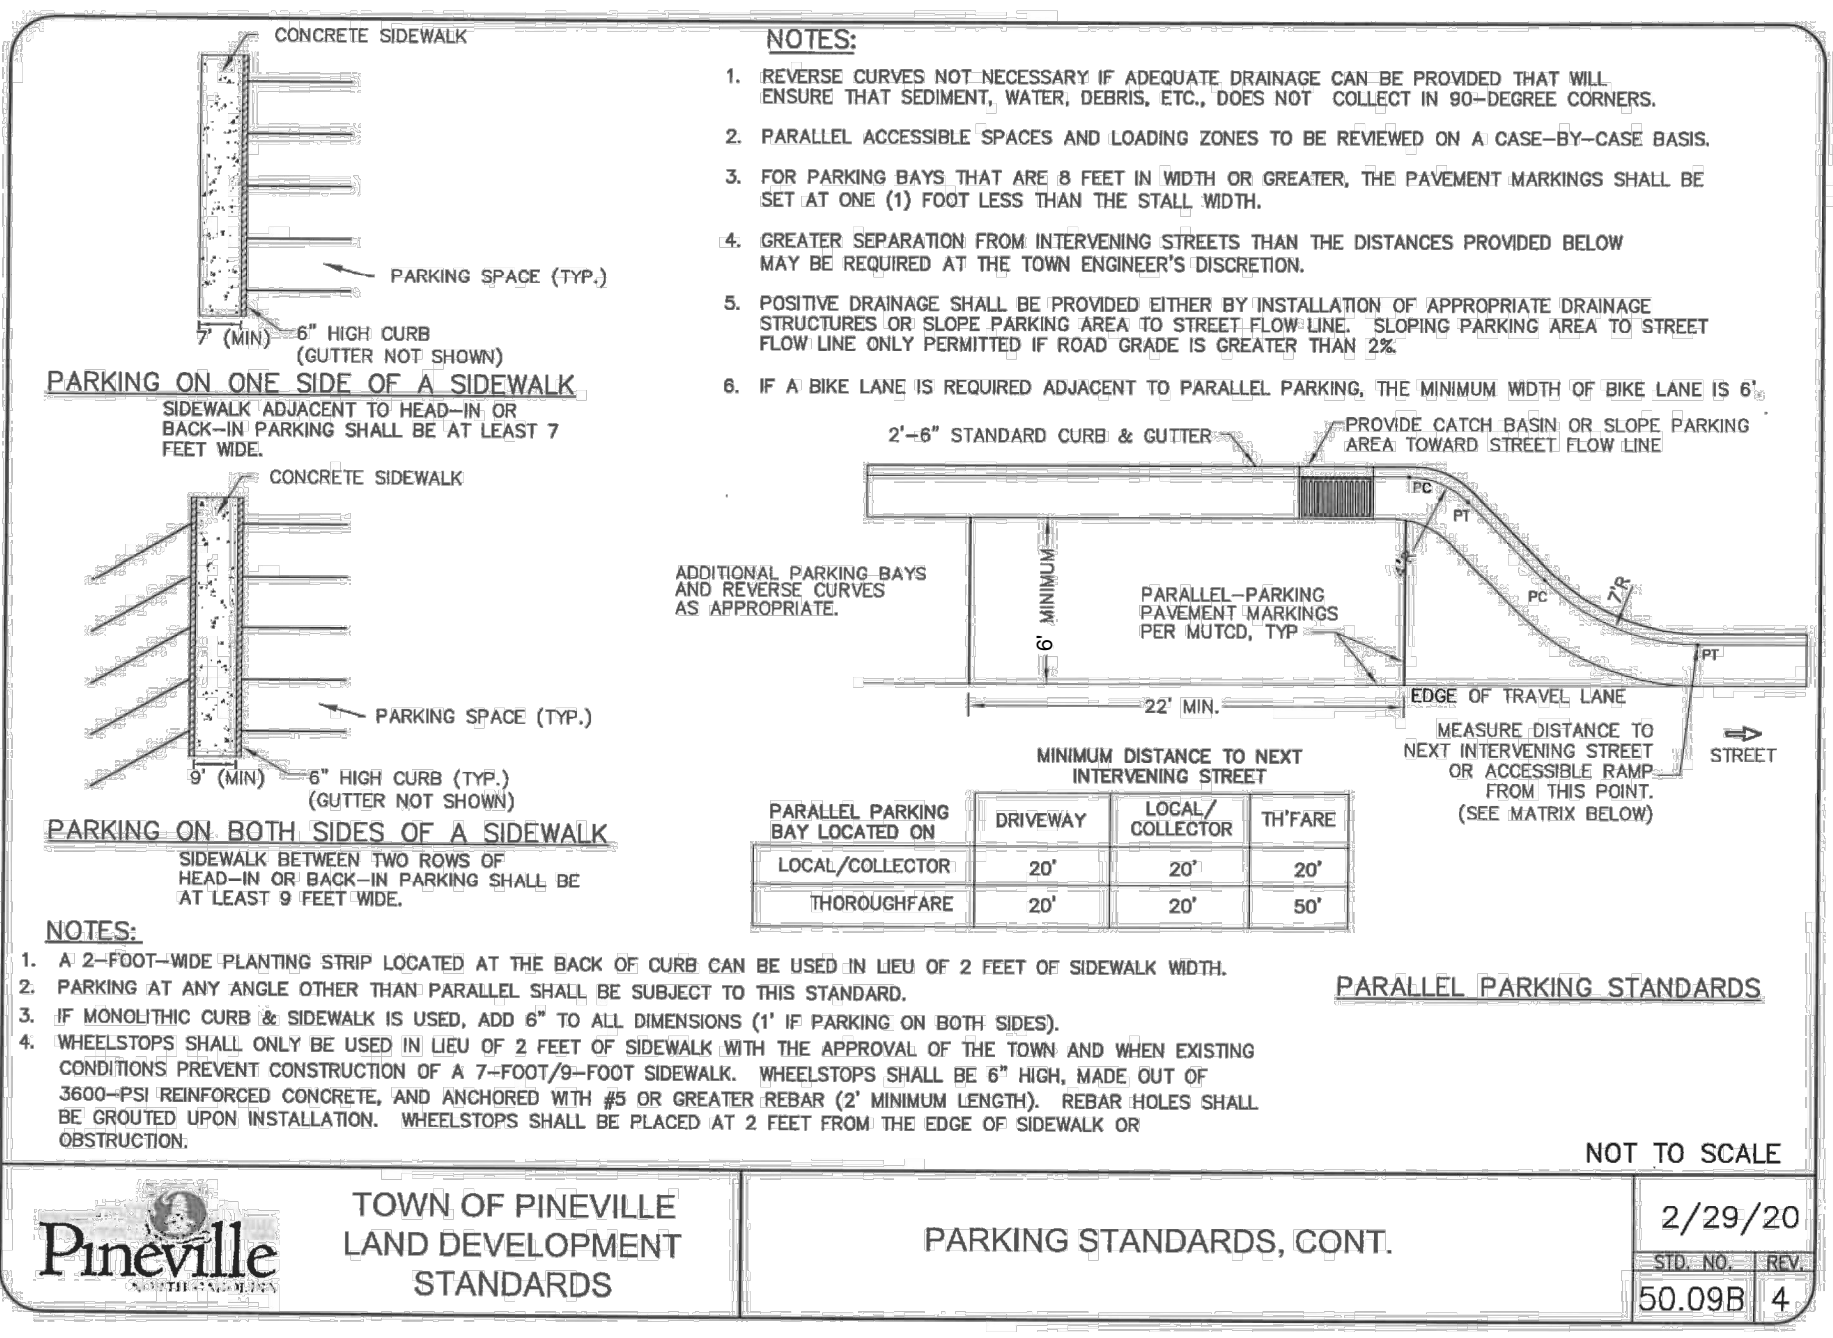 CONCRETE SIDEWALK
PARKING SPACE (TYP.)
7' (MIN)
6" HIGH CURB
(GUTTER NOT SHOWN)
PARKING ON ONE SIDE OF A SIDEWALK
SIDEWALK ADJACENT TO HEAD-IN OR
BACK-IN PARKING SHALL BE AT LEAST 7
FEET WIDE.
CONCRETE SIDEWALK
PARKING SPACE (TYP.)
9' (MIN)
6" HIGH CURB (TYP.)
(GUTTER NOT SHOWN)
PARKING ON BOTH SIDES OF A SIDEWALK
SIDEWALK BETWEEN TWO ROWS OF
HEAD-IN OR BACK-IN PARKING SHALL BE
AT LEAST 9 FEET WIDE.
NOTES:
1. A 2-FOOT-WIDE PLANTING STRIP LOCATED AT THE BACK OF CURB CAN BE USED IN LIEU OF 2 FEET OF SIDEWALK WIDTH.
2. PARKING AT ANY ANGLE OTHER THAN PARALLEL SHALL BE SUBJECT TO THIS STANDARD.
3. IF MONOLITHIC CURB & SIDEWALK IS USED, ADD 6" TO ALL DIMENSIONS (1' IF PARKING ON BOTH SIDES).
4. WHEELSTOPS SHALL ONLY BE USED IN LIEU OF 2 FEET OF SIDEWALK WITH THE APPROVAL OF THE TOWN AND WHEN EXISTING
CONDITIONS PREVENT CONSTRUCTION OF A 7-FOOT/9-FOOT SIDEWALK. WHEELSTOPS SHALL BE 6" HIGH, MADE OUT OF
3600-PSI REINFORCED CONCRETE, AND ANCHORED WITH #5 OR GREATER REBAR (2' MINIMUM LENGTH). REBAR HOLES SHALL
BE GROUTED UPON INSTALLATION. WHEELSTOPS SHALL BE PLACED AT 2 FEET FROM THE EDGE OF SIDEWALK OR
OBSTRUCTION.
NOTES:
1. REVERSE CURVES NOT NECESSARY IF ADEQUATE DRAINAGE CAN BE PROVIDED THAT WILL
ENSURE THAT SEDIMENT, WATER, DEBRIS, ETC., DOES NOT COLLECT IN 90-DEGREE CORNERS.
2. PARALLEL ACCESSIBLE SPACES AND LOADING ZONES TO BE REVIEWED ON A CASE-BY-CASE BASIS.
3. FOR PARKING BAYS THAT ARE 8 FEET IN WIDTH OR GREATER, THE PAVEMENT MARKINGS SHALL BE
SET AT ONE (1) FOOT LESS THAN THE STALL WIDTH.
4. GREATER SEPARATION FROM INTERVENING STREETS THAN THE DISTANCES PROVIDED BELOW
MAY BE REQUIRED AT THE TOWN ENGINEER'S DISCRETION.
5. POSITIVE DRAINAGE SHALL BE PROVIDED EITHER BY INSTALLATION OF APPROPRIATE DRAINAGE
STRUCTURES OR SLOPE PARKING AREA TO STREET FLOW LINE. SLOPING PARKING AREA TO STREET
FLOW LINE ONLY PERMITTED IF ROAD GRADE IS GREATER THAN 2%.
6. IF A BIKE LANE IS REQUIRED ADJACENT TO PARALLEL PARKING, THE MINIMUM WIDTH OF BIKE LANE IS 6'.
2'-6" STANDARD CURB & GUTTER
PROVIDE CATCH BASIN OR SLOPE PARKING
AREA TOWARD STREET FLOW LINE
PC
PT
PC
7'R
PT
ADDITIONAL PARKING BAYS
AND REVERSE CURVES
AS APPROPRIATE.
6' MINIMUM
PARALLEL-PARKING
PAVEMENT MARKINGS
PER MUTCD, TYP
22' MIN.
EDGE OF TRAVEL LANE
MEASURE DISTANCE TO
NEXT INTERVENING STREET
OR ACCESSIBLE RAMP
FROM THIS POINT.
(SEE MATRIX BELOW)
STREET
MINIMUM DISTANCE TO NEXT
INTERVENING STREET
PARALLEL PARKING
BAY LOCATED ON
DRIVEWAY
LOCAL/
COLLECTOR
TH'FARE
LOCAL/COLLECTOR 20' 20' 20'
THOROUGHFARE 20' 20' 50'
PARALLEL PARKING STANDARDS
NOT TO SCALE
Pineville
NORTH CAROLINA
TOWN OF PINEVILLE
LAND DEVELOPMENT
STANDARDS
PARKING STANDARDS, CONT.
2/29/20
STD. NO. REV.
50.09B 4